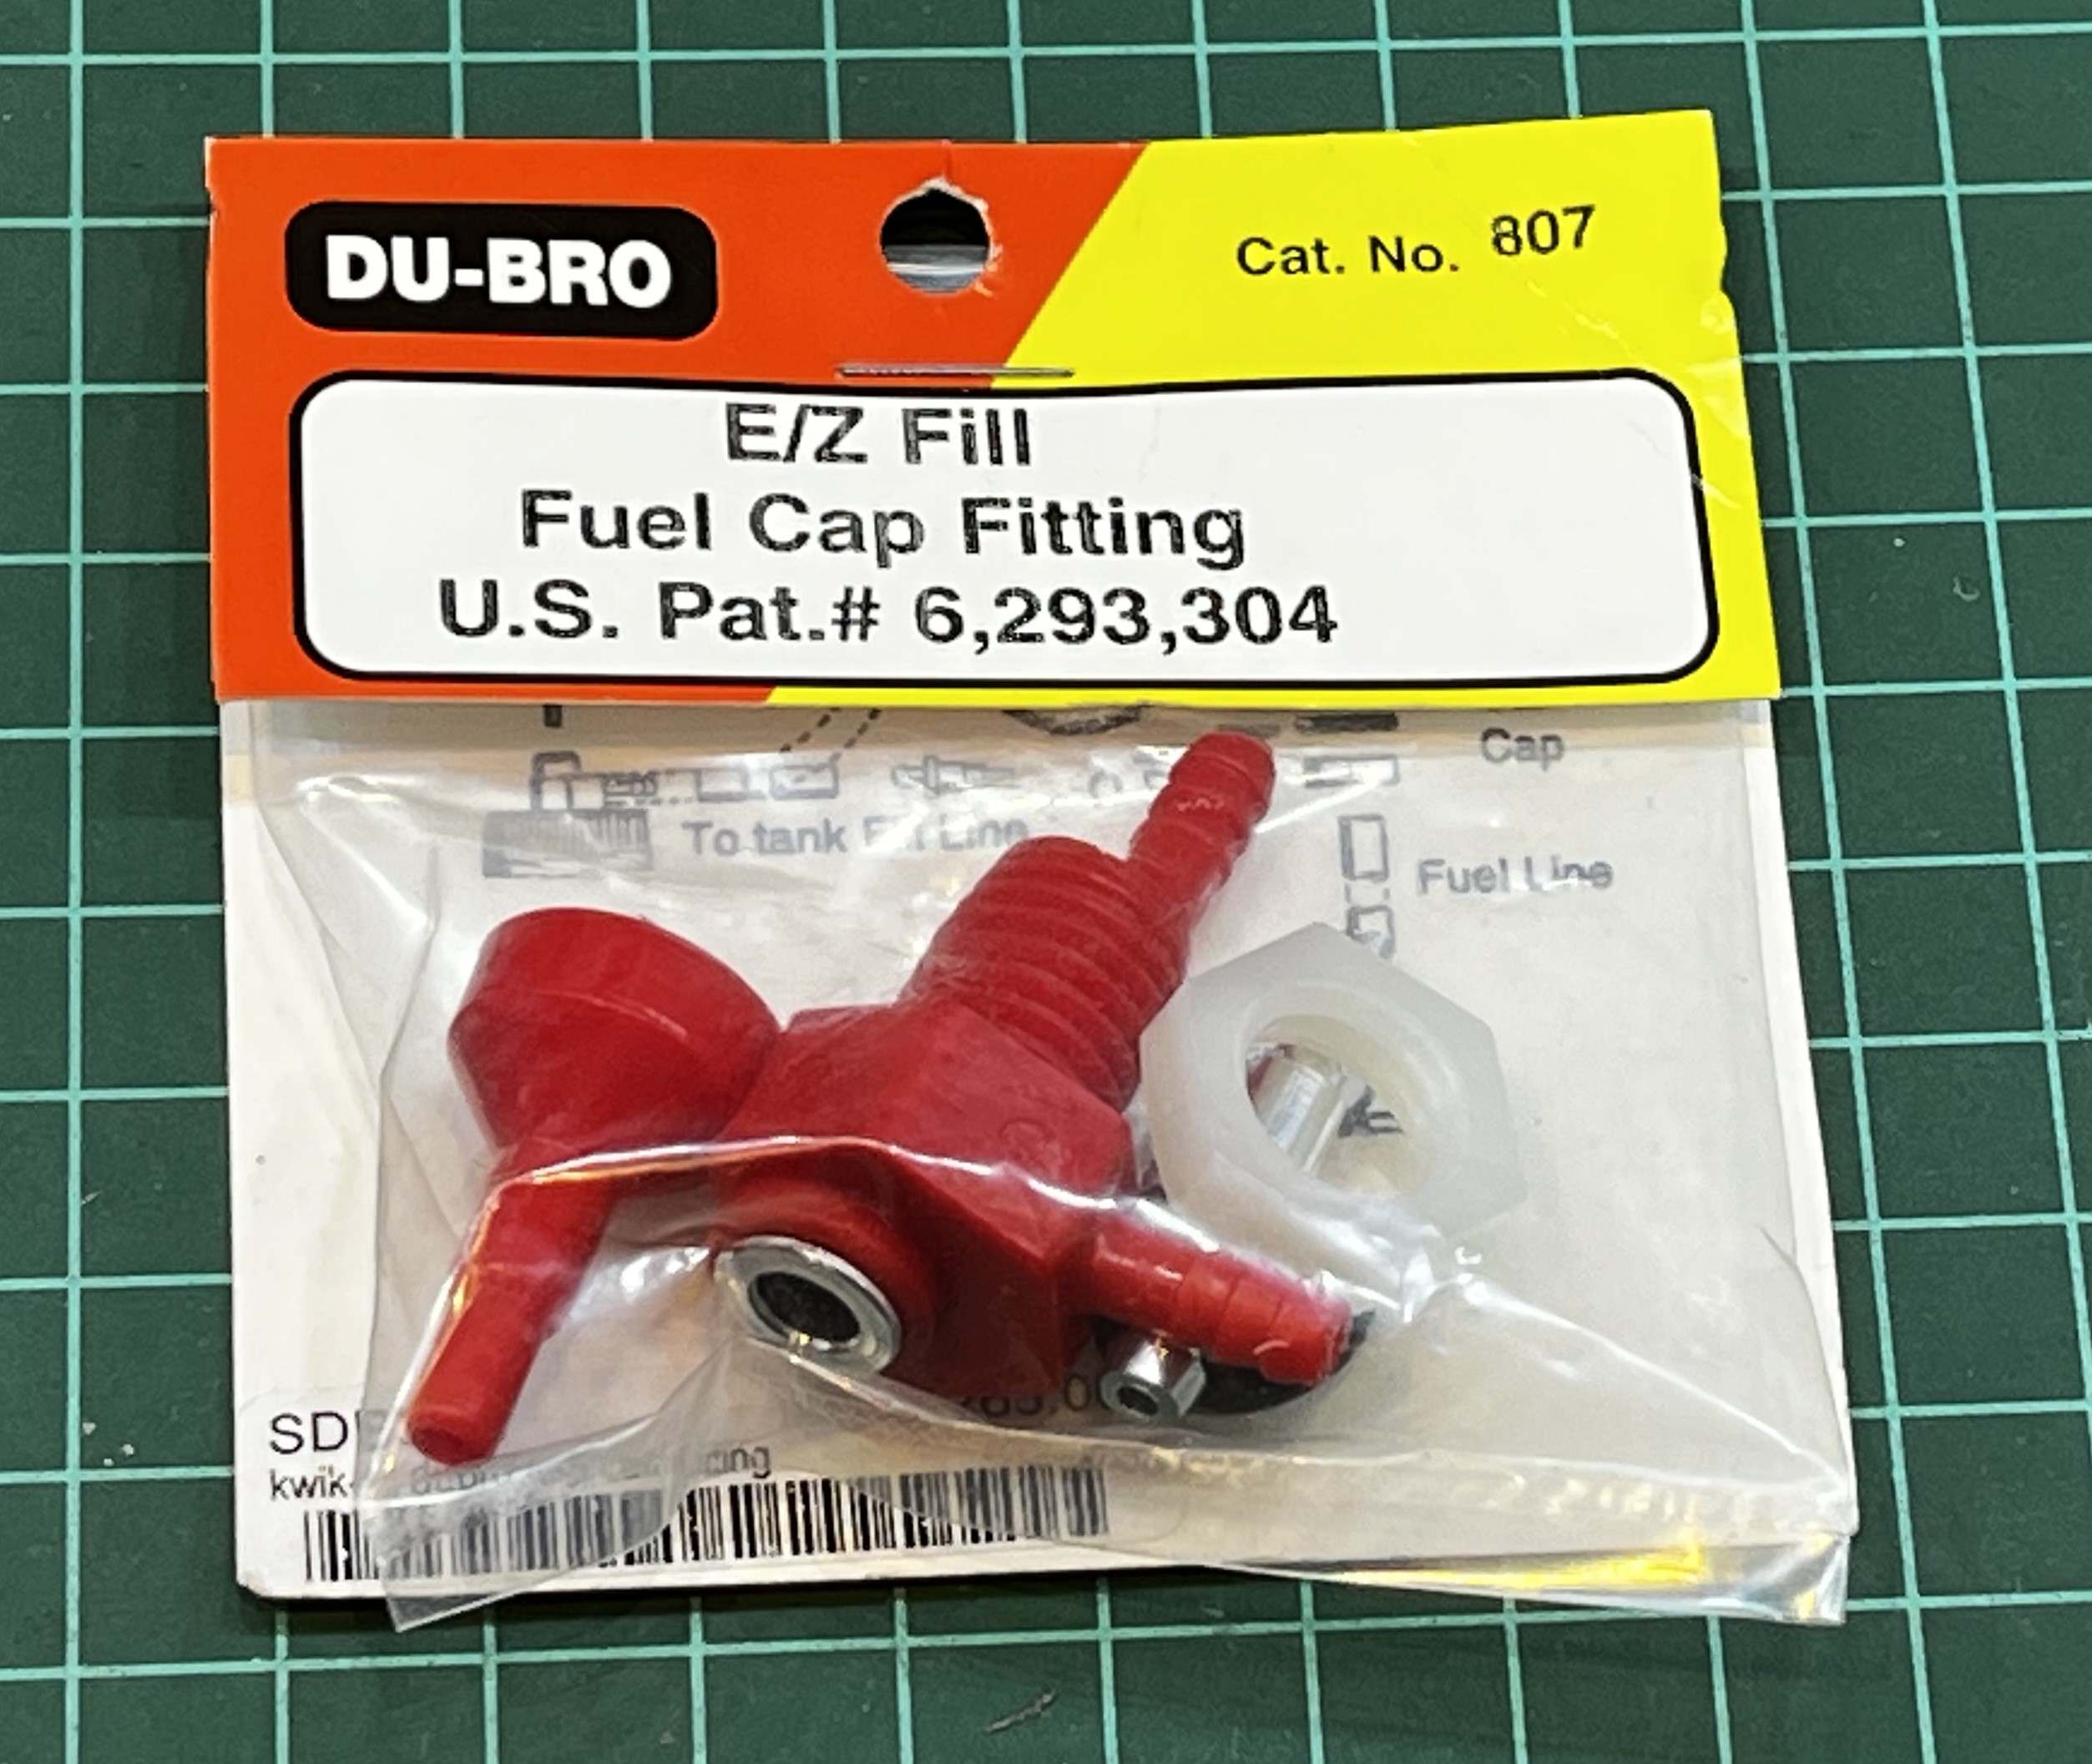 DU-BRO
Cat. No. 807
E/Z Fill
Fuel Cap Fitting
U.S. Pat.# 6,293,304
Cap
To tank Fill Line
Fuel Line